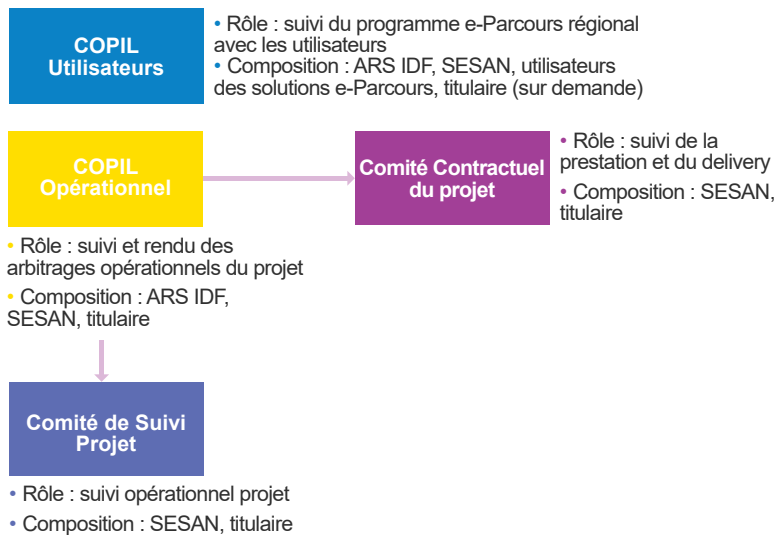 COPIL
Utilisateurs
• Rôle : suivi du programme e-Parcours régional
avec les utilisateurs
• Composition : ARS IDF, SESAN, utilisateurs
des solutions e-Parcours, titulaire (sur demande)
COPIL
Opérationnel
• Rôle : suivi et rendu des
arbitrages opérationnels du projet
• Composition : ARS IDF,
SESAN, titulaire
Comité Contractuel
du projet
• Rôle : suivi de la
prestation et du delivery
• Composition : SESAN,
titulaire
Comité de Suivi
Projet
• Rôle : suivi opérationnel projet
• Composition : SESAN, titulaire